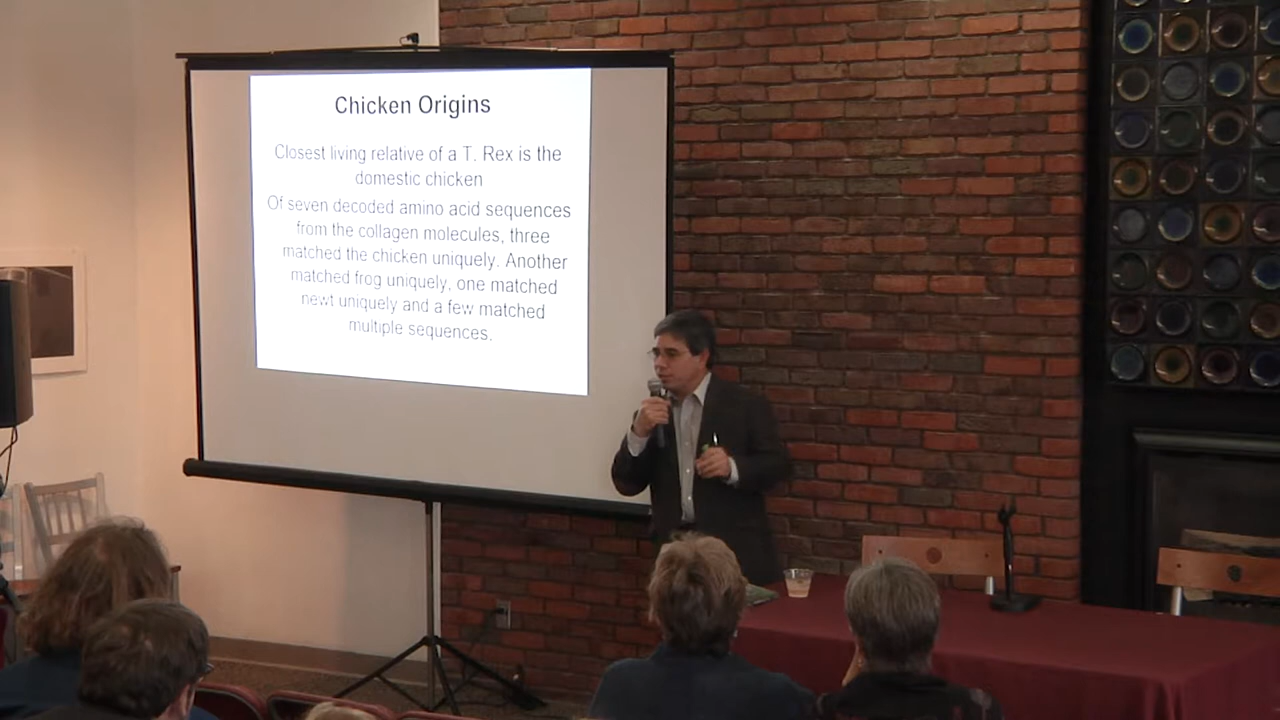 Chicken Origins
Closest living relative of a T. Rex is the
domestic chicken
Of seven decoded amino acid sequences
from the collagen molecules, three
matched the chicken uniquely. Another
matched frog uniquely, one matched
newt uniquely and a few matched
multiple sequences.